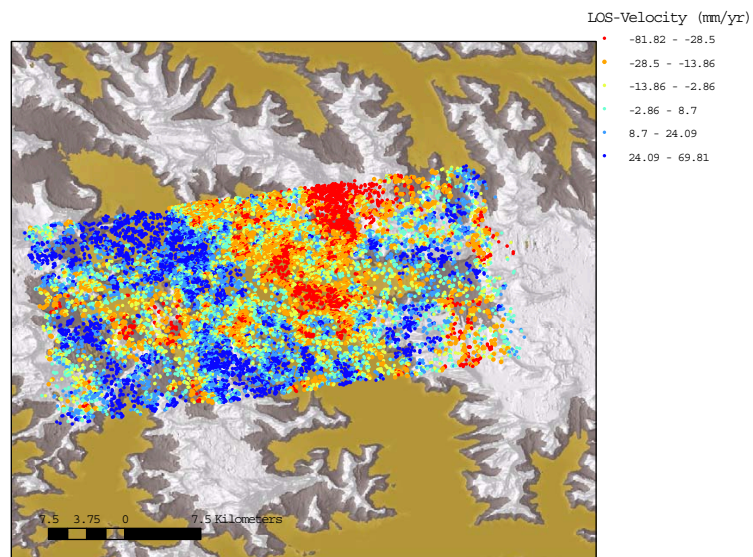 LOS-Velocity (mm/yr)
-81.82 - -28.5
-28.5 - -13.86
-13.86 - -2.86
-2.86 - 8.7
8.7 - 24.09
24.09 - 69.81
7.5 3.75 0 7.5 Kilometers